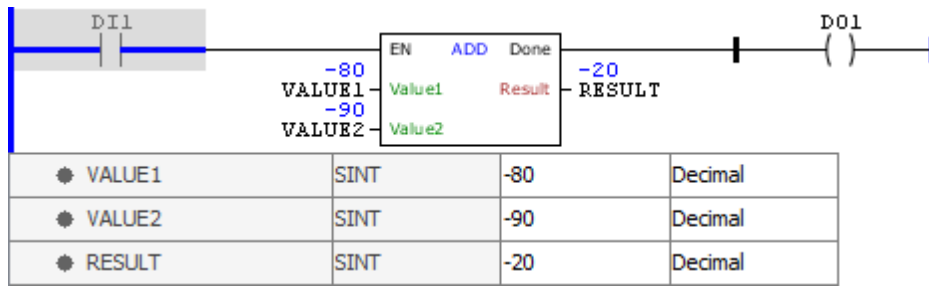 DI1 DO1
EN ADD Done
-80 -20
VALUE1 Value1 Result RESULT
-90
VALUE2 Value2
VALUE1 SINT -80 Decimal
VALUE2 SINT -90 Decimal
RESULT SINT -20 Decimal